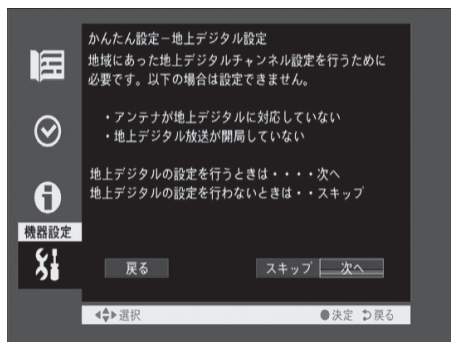 かんたん設定－地上デジタル設定
地域にあった地上デジタルチャンネル設定を行うために
必要です。以下の場合は設定できません。
・アンテナが地上デジタルに対応していない
・地上デジタル放送が開局していない
地上デジタルの設定を行うときは・・・・次へ
地上デジタルの設定を行わないときは・・スキップ
機器設定
戻る スキップ 次へ
選択 ●決定 戻る